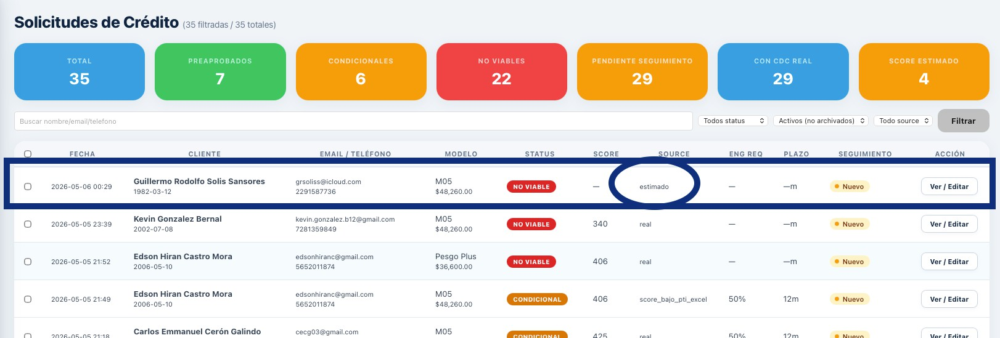 Solicitudes de Crédito (35 filtradas / 35 totales)
TOTAL PREAPROBADOS CONDICIONALES NO VIABLES PENDIENTE SEGUIMIENTO CON CDC REAL SCORE ESTIMADO
35 7 6 22 29 29 4
Buscar nombre/email/telefono Todos status Activos (no archivados) Todo source Filtrar
FECHA CLIENTE EMAIL / TELÉFONO MODELO STATUS SCORE SOURCE ENG REQ PLAZO SEGUIMIENTO ACCIÓN
2026-05-06 00:29 Guillermo Rodolfo Solis Sansores grsoliss@icloud.com M05 NO VIABLE — estimado — —m Nuevo Ver / Editar
1982-03-12 2291587736 $48,260.00
2026-05-05 23:39 Kevin Gonzalez Bernal kevin.gonzalez.b12@gmail.com M05 NO VIABLE 340 real — —m Nuevo Ver / Editar
2002-07-08 7281359849 $48,260.00
2026-05-05 21:52 Edson Hiran Castro Mora edsonhiranc@gmail.com Pesgo Plus NO VIABLE 406 real — —m Nuevo Ver / Editar
2006-05-10 5652011874 $36,600.00
2026-05-05 21:49 Edson Hiran Castro Mora edsonhiranc@gmail.com M05 CONDICIONAL 406 score_bajo_pti_excel 50% 12m Nuevo Ver / Editar
2006-05-10 5652011874 $48,260.00
2026-05-05 21:18 Carlos Emmanuel Cerón Galindo cecg03@gmail.com M05 CONDICIONAL 425 real 50% 12m Nuevo Ver / Editar